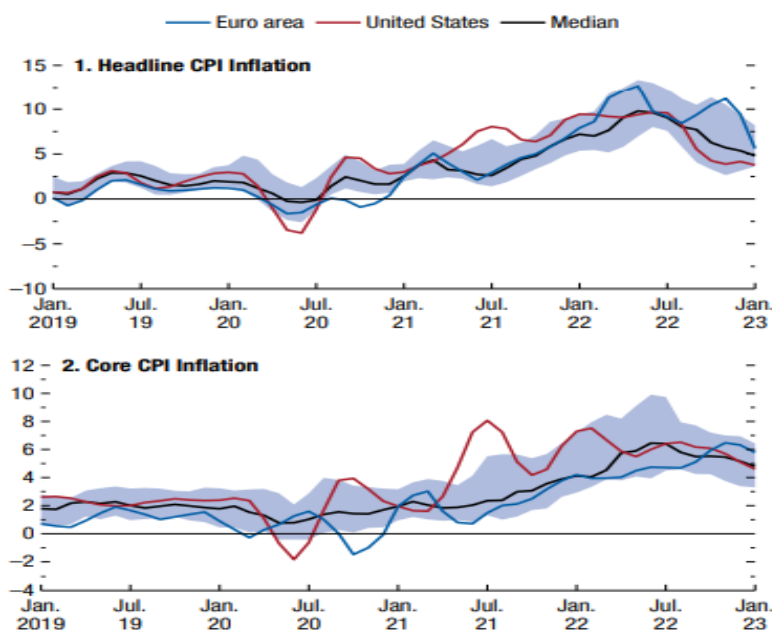 Euro area United States Median
1. Headline CPI Inflation
15
10
5
0
−5
−10
Jan. Jul. Jan. Jul. Jan. Jul. Jan. Jul. Jan.
2019 19 20 20 21 21 22 22 23
2. Core CPI Inflation
12
10
8
6
4
2
0
−2
−4
Jan. Jul. Jan. Jul. Jan. Jul. Jan. Jul. Jan.
2019 19 20 20 21 21 22 22 23